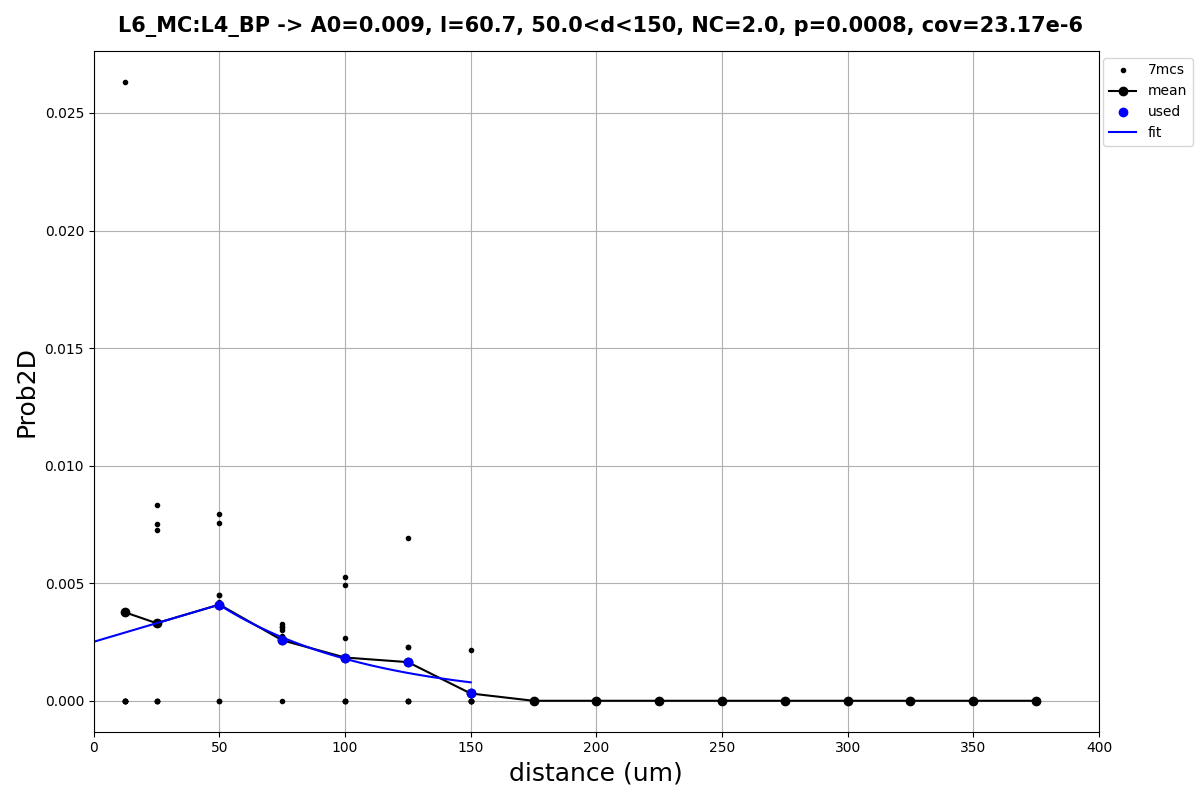 L6_MC:L4_BP -> A0=0.009, l=60.7, 50.0<d<150, NC=2.0, p=0.0008, cov=23.17e-6
7mcs
mean
used
fit
0.025
0.020
0.015
0.010
0.005
0.000
Prob2D
0 50 100 150 200 250 300 350 400
distance (um)